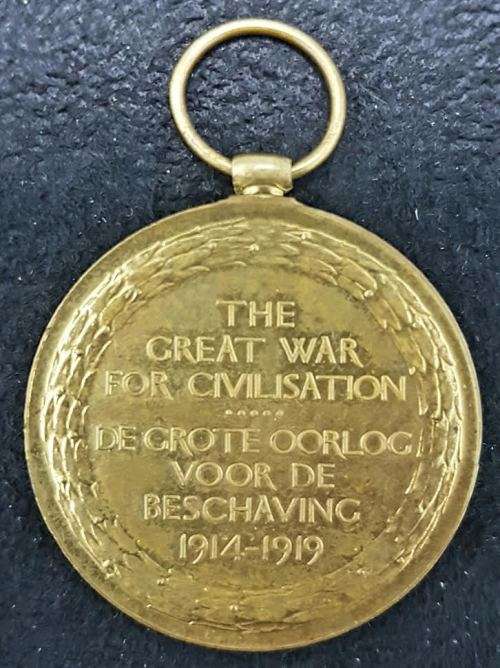 THE
GREAT WAR
FOR CIVILISATION
DE GROTE OORLOG
VOOR DE
BESCHAVING
1914-1919